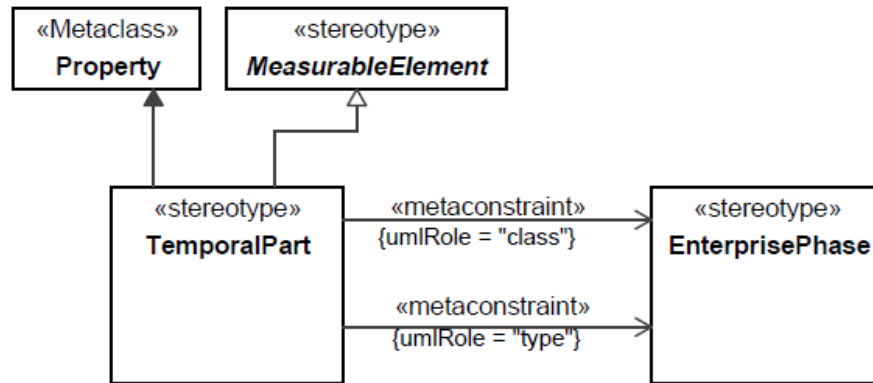 «Metaclass»
Property
«stereotype»
MeasurableElement
«stereotype»
TemporalPart
«metaconstraint»
{umlRole = "class"}
«metaconstraint»
{umlRole = "type"}
«stereotype»
EnterprisePhase